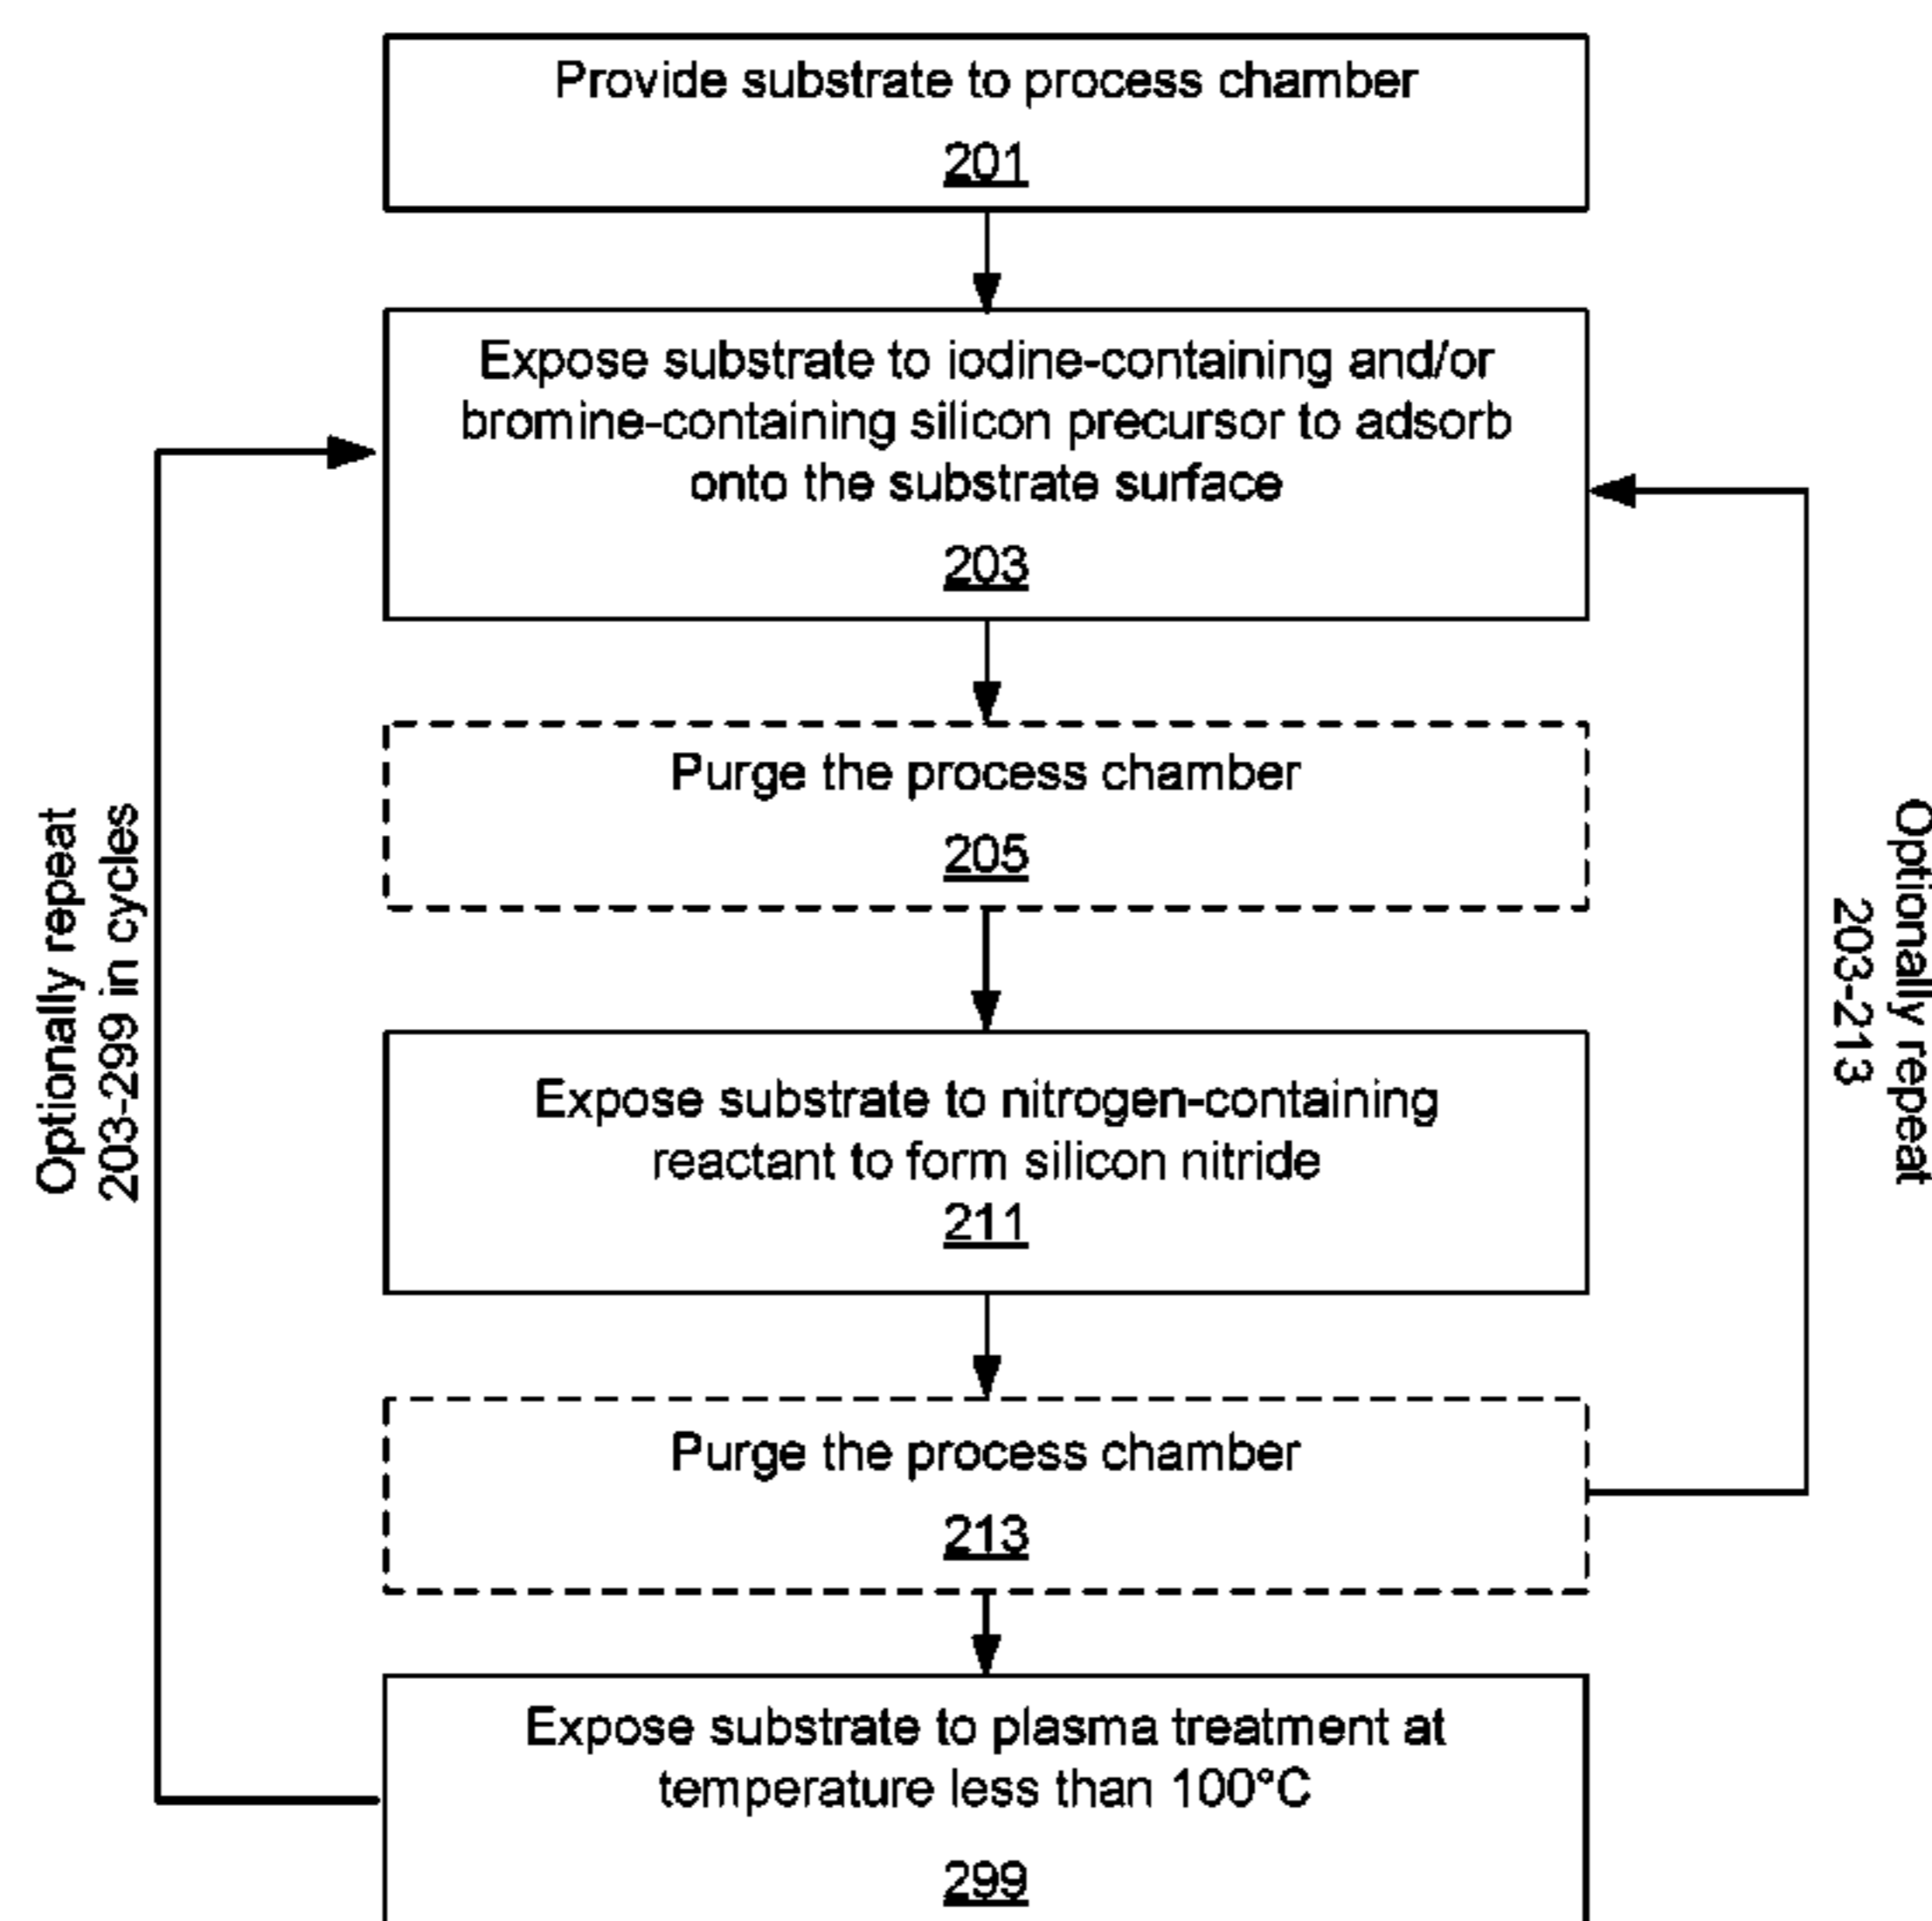 Provide substrate to process chamber
201
Expose substrate to iodine-containing and/or
bromine-containing silicon precursor to adsorb
onto the substrate surface
203
Purge the process chamber
205
Expose substrate to nitrogen-containing
reactant to form silicon nitride
211
Purge the process chamber
213
Expose substrate to plasma treatment at
temperature less than 100°C
299
Optionally repeat
203-299 in cycles
Optionally repeat
203-213